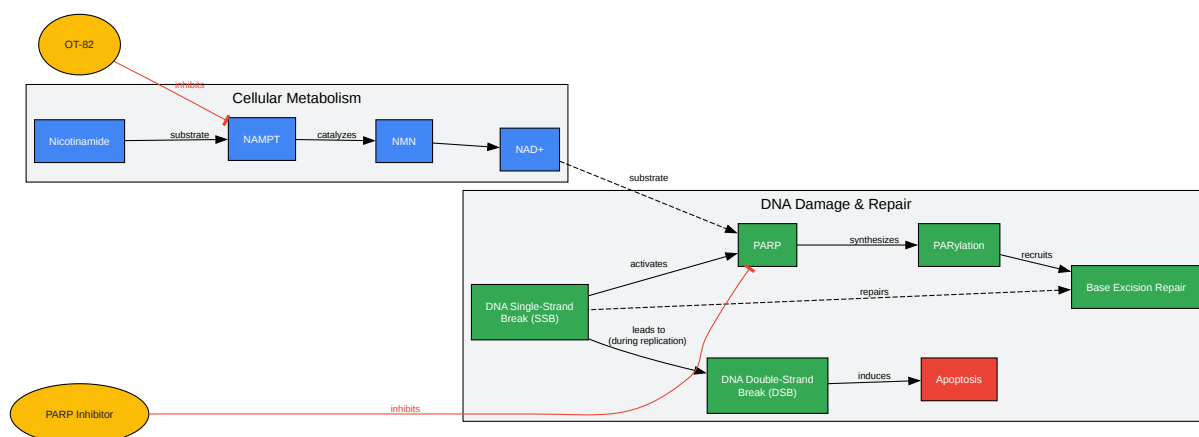 OT-82
inhibits
Cellular Metabolism
Nicotinamide
substrate
NAMPT
catalyzes
NMN
NAD+
substrate
DNA Damage & Repair
PARP
synthesizes
PARylation
recruits
Base Excision Repair
activates
repairs
DNA Single-Strand
Break (SSB)
leads to
(during replication)
DNA Double-Strand
Break (DSB)
induces
Apoptosis
PARP Inhibitor
inhibits